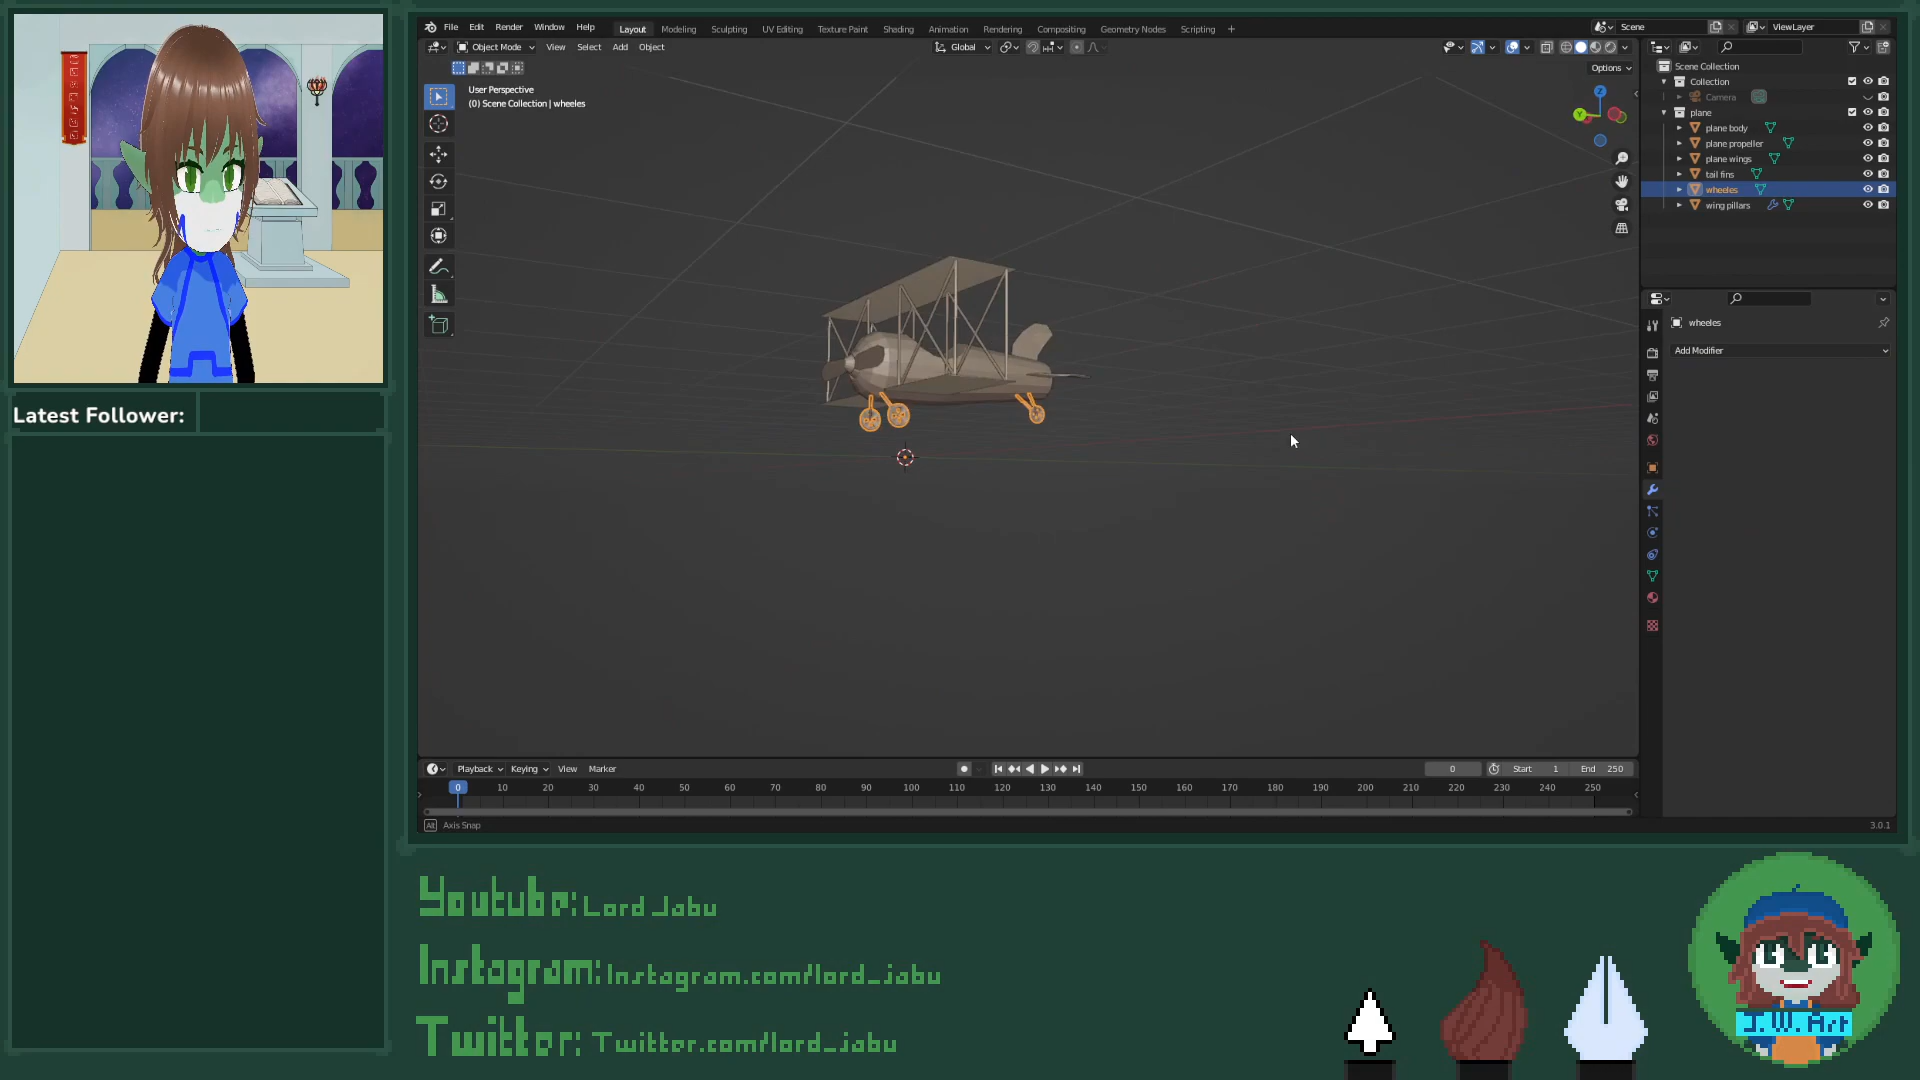 File Edit Render Window Help Layout Modeling Sculpting UV Editing Texture Paint Shading Animation Rendering Compositing Geometry Nodes Scripting + Scene ViewLayer
Object Mode View Select Add Object Global
Options
User Perspective
(0) Scene Collection | wheeles
Z
Y
Scene Collection
Collection
Camera
plane
plane body
plane propeller
plane wings
tail fins
wheeles
wing pillars
wheeles
Add Modifier
Latest Follower:
Playback Keying View Marker 0 Start 1 End 250
0 10 20 30 40 50 60 70 80 90 100 110 120 130 140 150 160 170 180 190 200 210 220 230 240 250
Alt Axis Snap 3.0.1
Youtube: Lord Jabu
Instagram: Instagram.com/lord_jabu
Twitter: Twitter.com/lord_jabu
J.W. Art